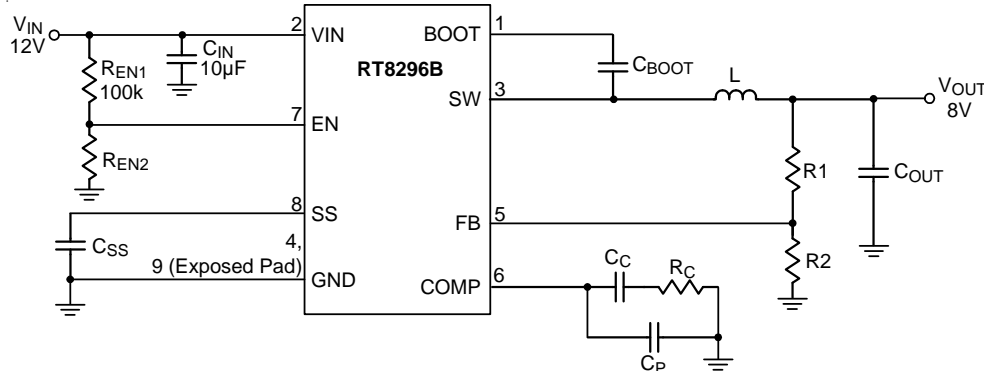 VIN
12V
REN1
100k
REN2
CIN
10µF
2
VIN
7
EN
8
SS
CSS
4,
9 (Exposed Pad)
GND
RT8296B
BOOT
1
CBOOT
SW
3
L
VOUT
8V
R1
COUT
FB
5
R2
COMP
6
CC
RC
CP